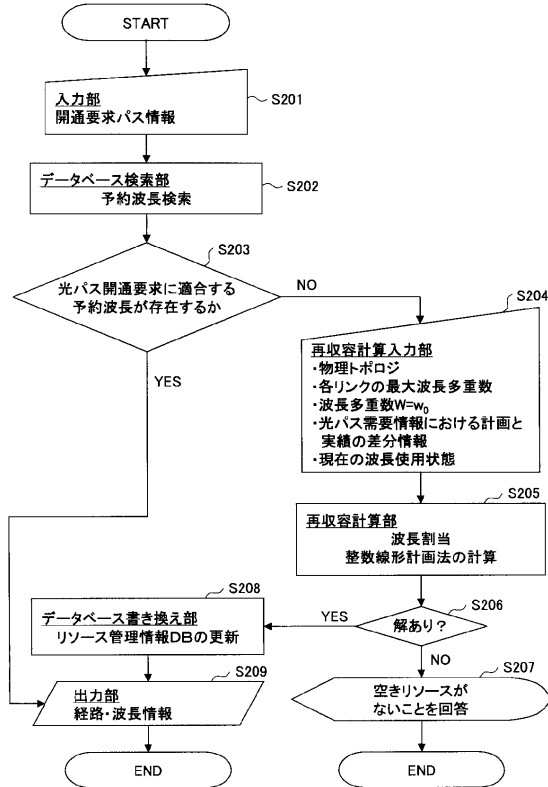 START
入力部
開通要求パス情報
S201
データベース検索部
予約波長検索
S202
S203
光パス開通要求に適合する
予約波長が存在するか
NO
YES
S204
再収容計算入力部
・物理トポロジ
・各リンクの最大波長多重数
・波長多重数W=w0
・光パス需要情報における計画と
実績の差分情報
・現在の波長使用状態
S205
再収容計算部
波長割当
整数線形計画法の計算
S206
解あり？
YES
NO
S208
データベース書き換え部
リソース管理情報DBの更新
S209
出力部
経路・波長情報
S207
空きリソースが
ないことを回答
END
END